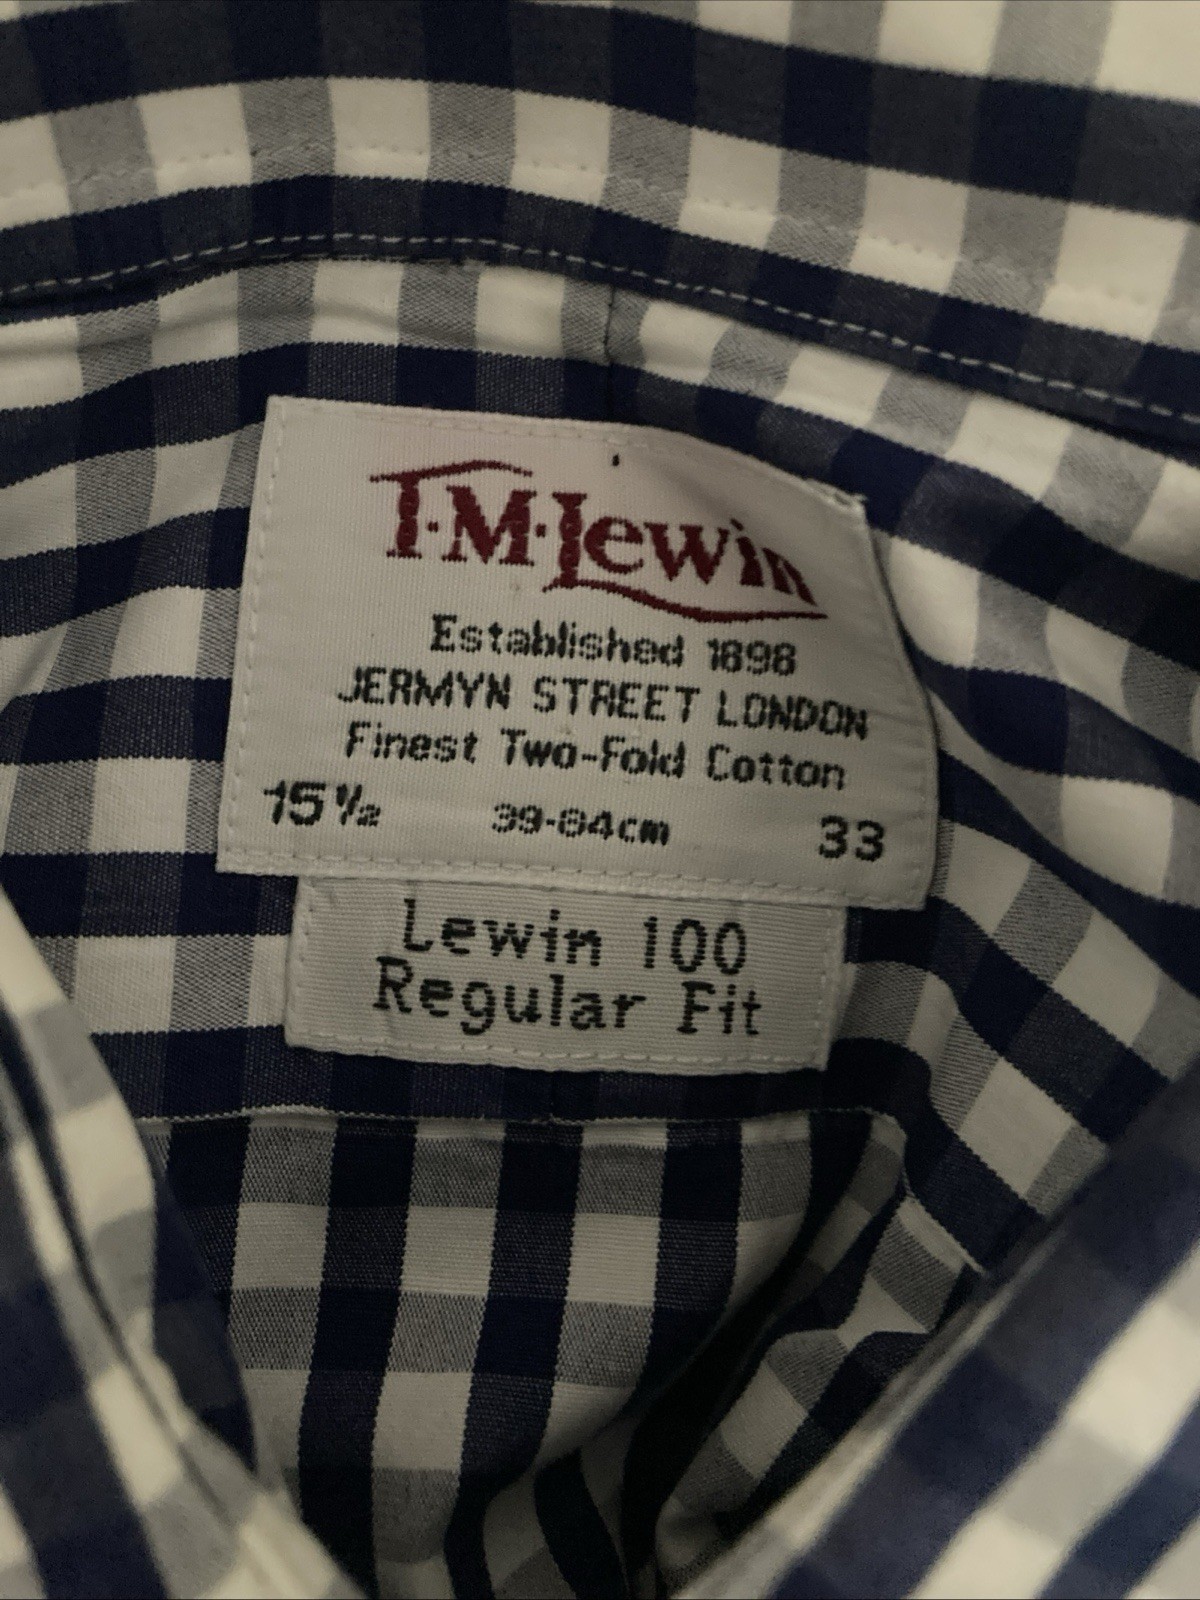 T·M·Lewin
Established 1898
JERMYN STREET LONDON
Finest Two-Fold Cotton
15½ 39-84cm 33
Lewin 100
Regular Fit